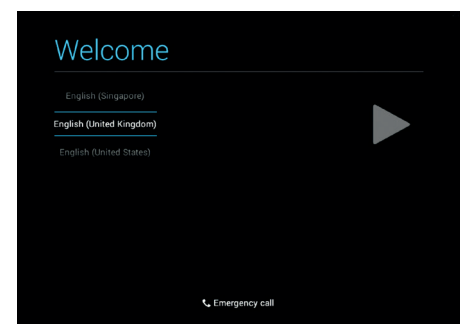 Welcome
English (Singapore)
English (United Kingdom)
English (United States)
Emergency call